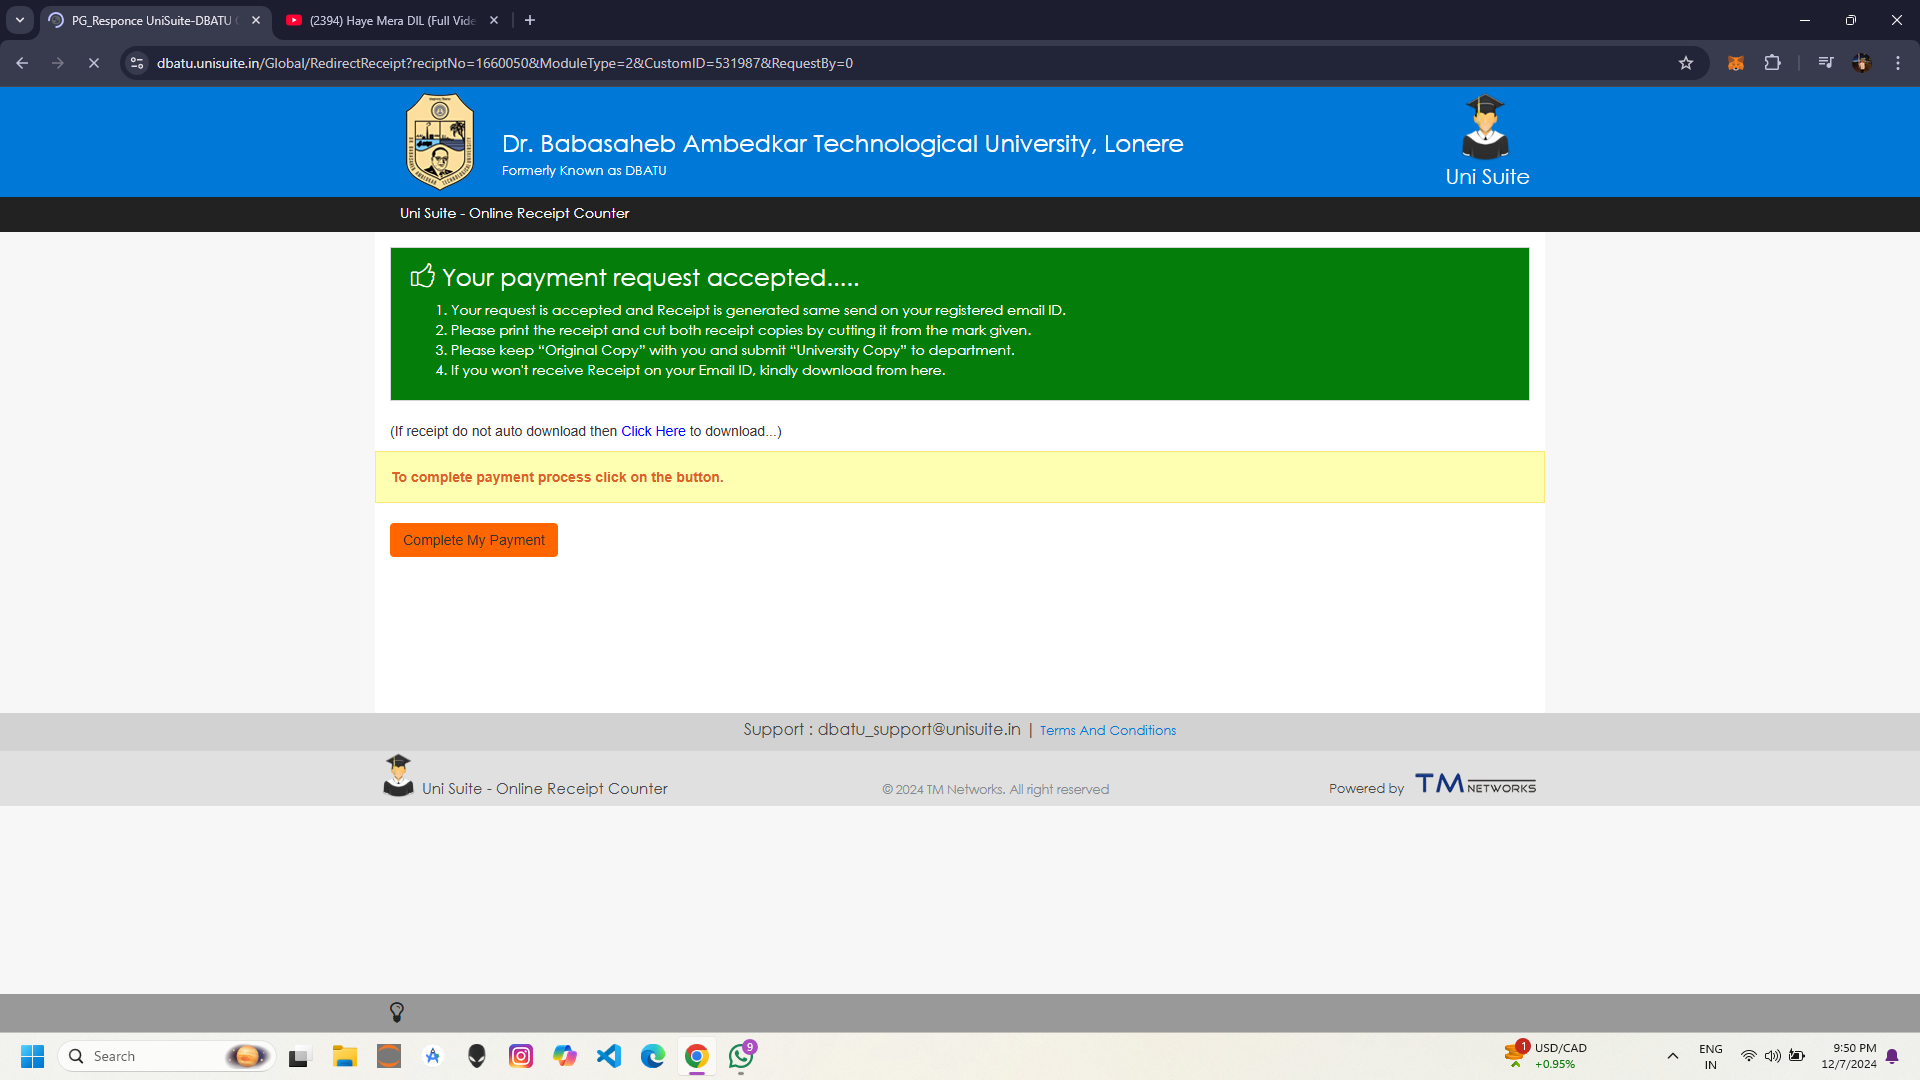 PG_Responce UniSuite-DBATU
(2394) Haye Mera DIL (Full Vide
dbatu.unisuite.in/Global/RedirectReceipt?reciptNo=1660050&ModuleType=2&CustomID=531987&RequestBy=0
Dr. Babasaheb Ambedkar Technological University, Lonere
Formerly Known as DBATU
Uni Suite
Uni Suite - Online Receipt Counter
Your payment request accepted.....
1. Your request is accepted and Receipt is generated same send on your registered email ID.
2. Please print the receipt and cut both receipt copies by cutting it from the mark given.
3. Please keep “Original Copy” with you and submit “University Copy” to department.
4. If you won't receive Receipt on your Email ID, kindly download from here.
(If receipt do not auto download then Click Here to download...)
To complete payment process click on the button.
Complete My Payment
Support : dbatu_support@unisuite.in | Terms And Conditions
Uni Suite - Online Receipt Counter
© 2024 TM Networks. All right reserved
Powered by TM NETWORKS
Search
9
1
USD/CAD
+0.95%
ENG
IN
9:50 PM
12/7/2024